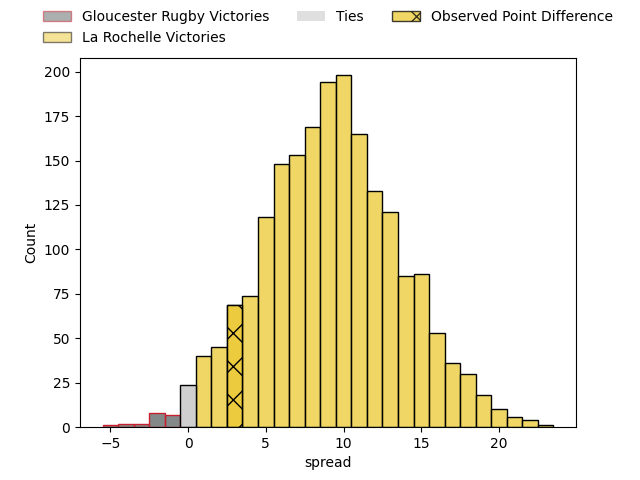 Gloucester Rugby Victories
Ties
Observed Point Difference
La Rochelle Victories
200
175
150
125
100
75
50
25
0
Count
−5
0
5
10
15
20
spread